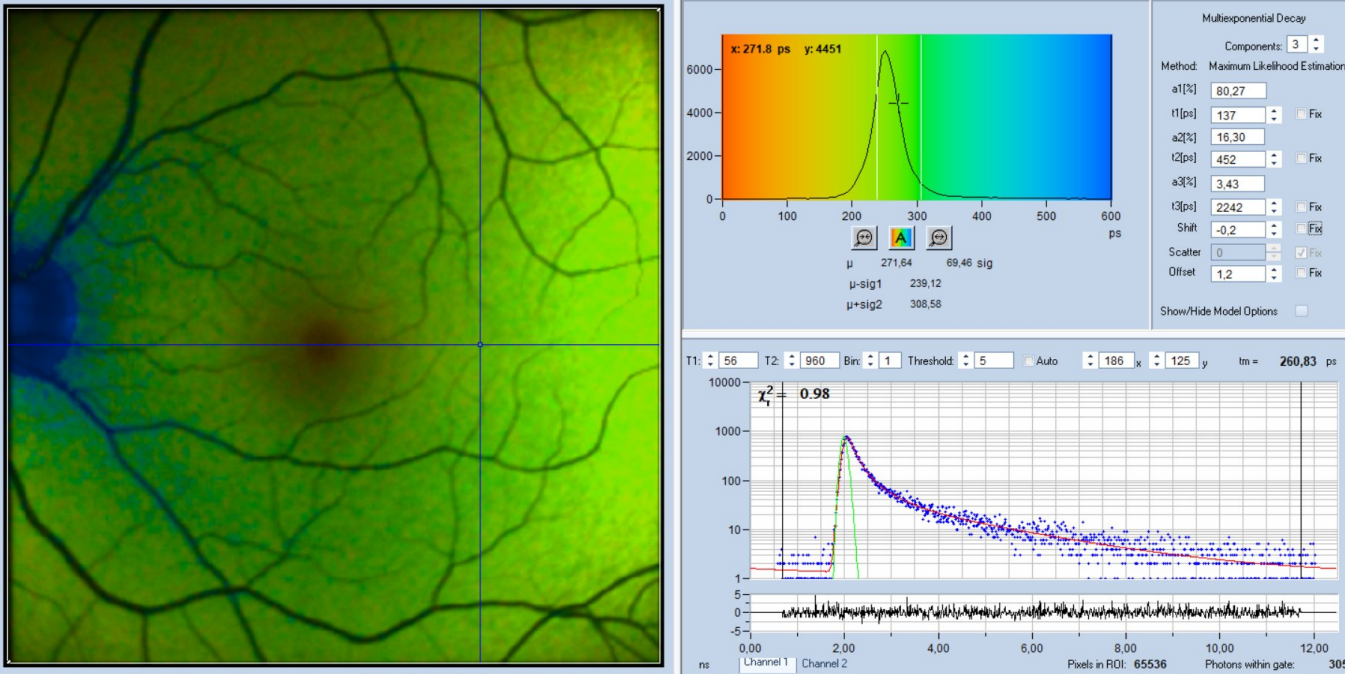 x: 271.8 ps y: 4451
6000
4000
2000
0
0 100 200 300 400 500 600
ps
A
µ 271,64 69,46 sig
µ-sig1 239,12
µ+sig2 308,58
Multiexponential Decay
Components: 3
Method: Maximum Likelihood Estimation
a1[%] 80,27
t1[ps] 137 Fix
a2[%] 16,30
t2[ps] 452 Fix
a3[%] 3,43
t3[ps] 2242 Fix
Shift -0,2 Fix
Scatter 0 Fix
Offset 1,2 Fix
Show/Hide Model Options
T1: 56 T2: 960 Bin: 1 Threshold: 5 Auto 186 x 125 y tm = 260,83 ps
χ²r = 0.98
10000
1000
100
10
1
5
0
-5
0,00 2,00 4,00 6,00 8,00 10,00 12,00
ns Channel 1 Channel 2 Pixels in ROI: 65536 Photons within gate: 305